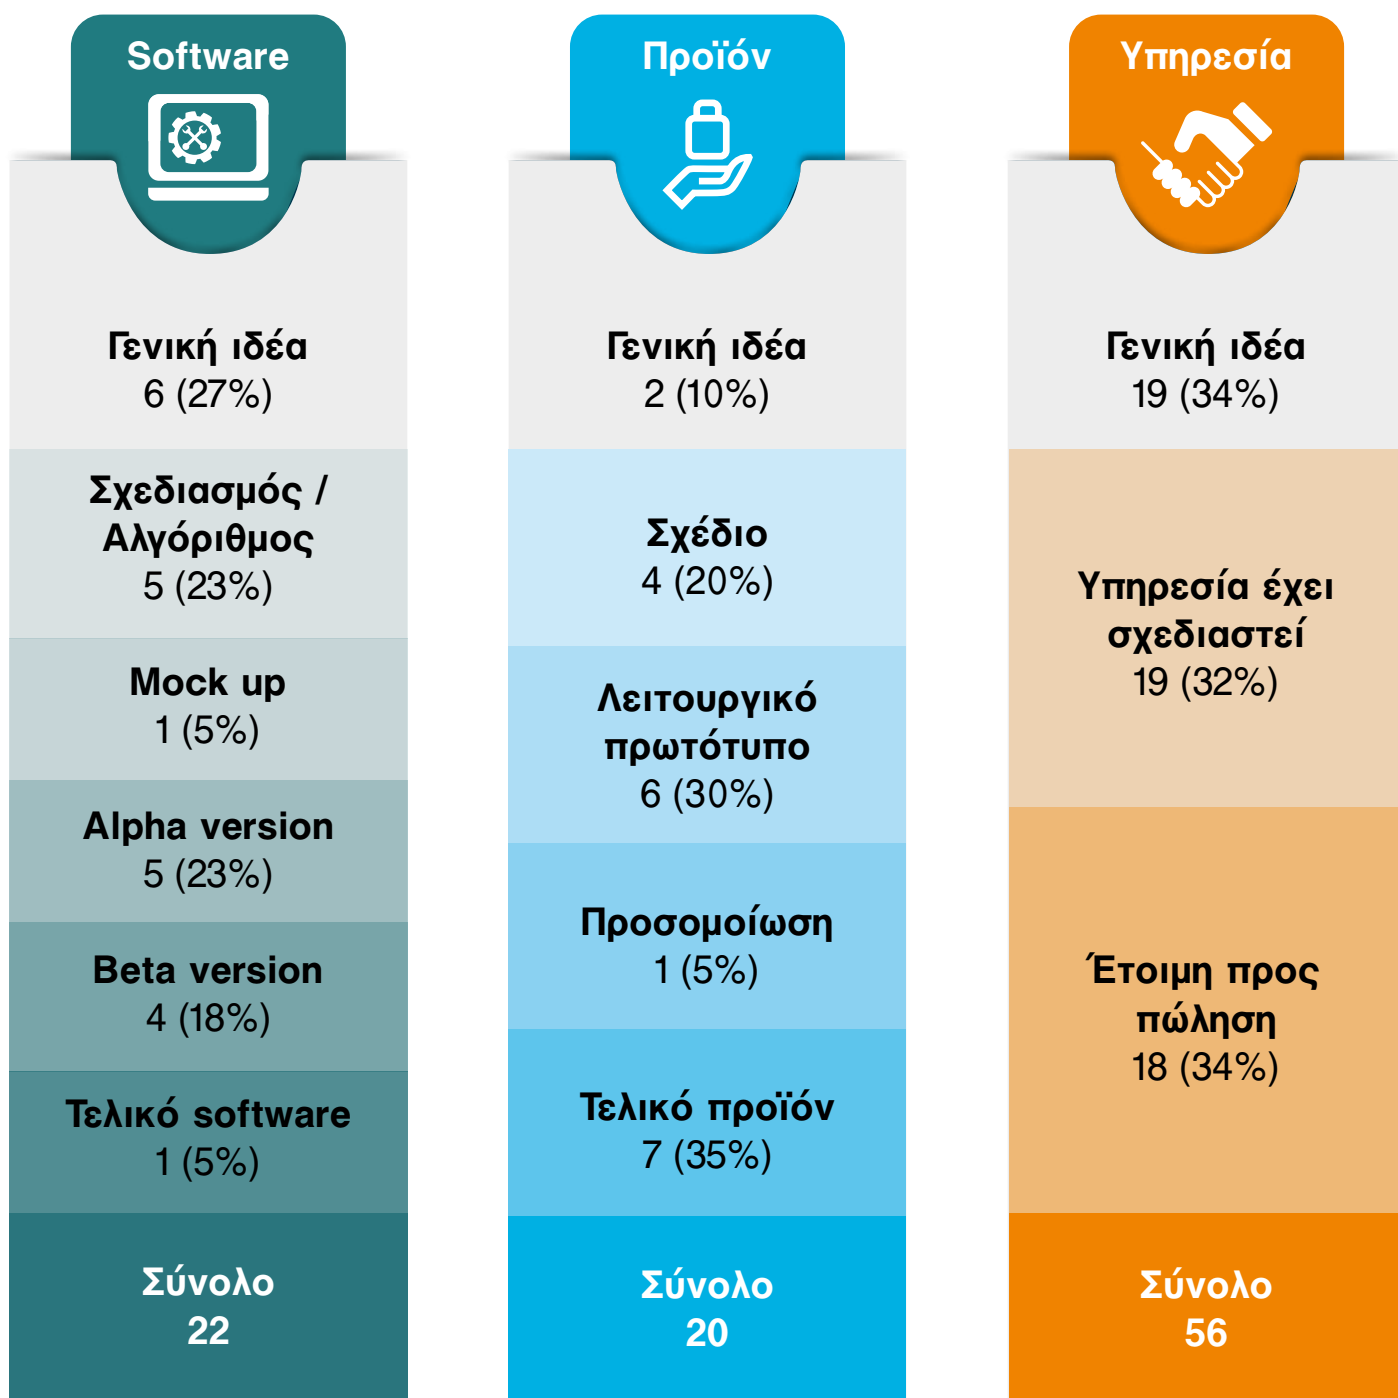 Software
Γενική ιδέα
6 (27%)
Σχεδιασμός /
Αλγόριθμος
5 (23%)
Mock up
1 (5%)
Alpha version
5 (23%)
Beta version
4 (18%)
Τελικό software
1 (5%)
Σύνολο
22
Προϊόν
Γενική ιδέα
2 (10%)
Σχέδιο
4 (20%)
Λειτουργικό
πρωτότυπο
6 (30%)
Προσομοίωση
1 (5%)
Τελικό προϊόν
7 (35%)
Σύνολο
20
Υπηρεσία
Γενική ιδέα
19 (34%)
Υπηρεσία έχει
σχεδιαστεί
19 (32%)
Έτοιμη προς
πώληση
18 (34%)
Σύνολο
56